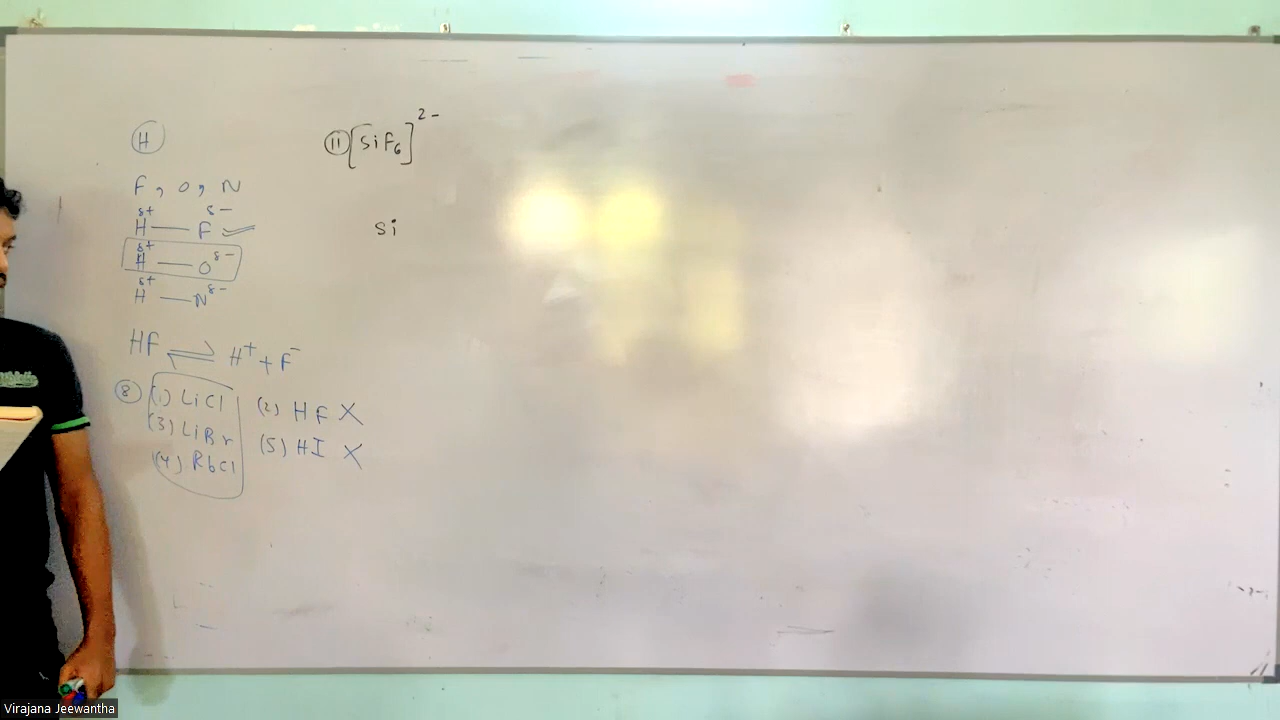 H
F, O, N
δ+ δ-
H — F
δ+
H — O δ-
δ+
H — N δ-
HF ⇌ H⁺ + F⁻
⑧ (1) LiCl (2) HF X
(3) LiBr (5) HI X
(4) RbCl
⑪ [SiF₆]²⁻
Si
Virajana Jeewantha